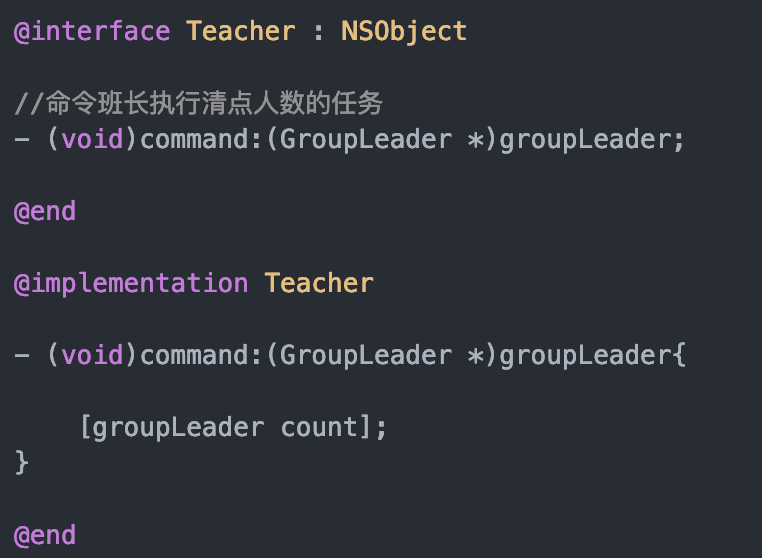 @interface Teacher : NSObject
//命令班长执行清点人数的任务
- (void)command:(GroupLeader *)groupLeader;
@end
@implementation Teacher
- (void)command:(GroupLeader *)groupLeader{
[groupLeader count];
}
@end